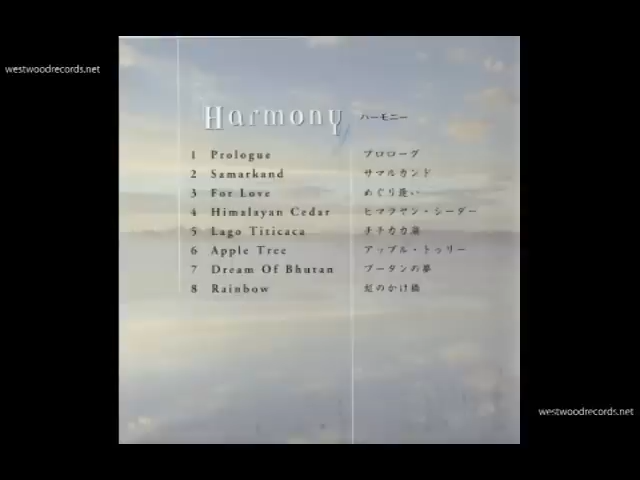 westwoodrecords.net
Harmony ハーモニー
1 Prologue プロローグ
2 Samarkand サマルカンド
3 For Love めぐり逢い
4 Himalayan Cedar ヒマラヤン・シーダー
5 Lago Titicaca チチカカ湖
6 Apple Tree アップル・トゥリー
7 Dream Of Bhutan ブータンの夢
8 Rainbow 虹のかけ橋
westwoodrecords.net